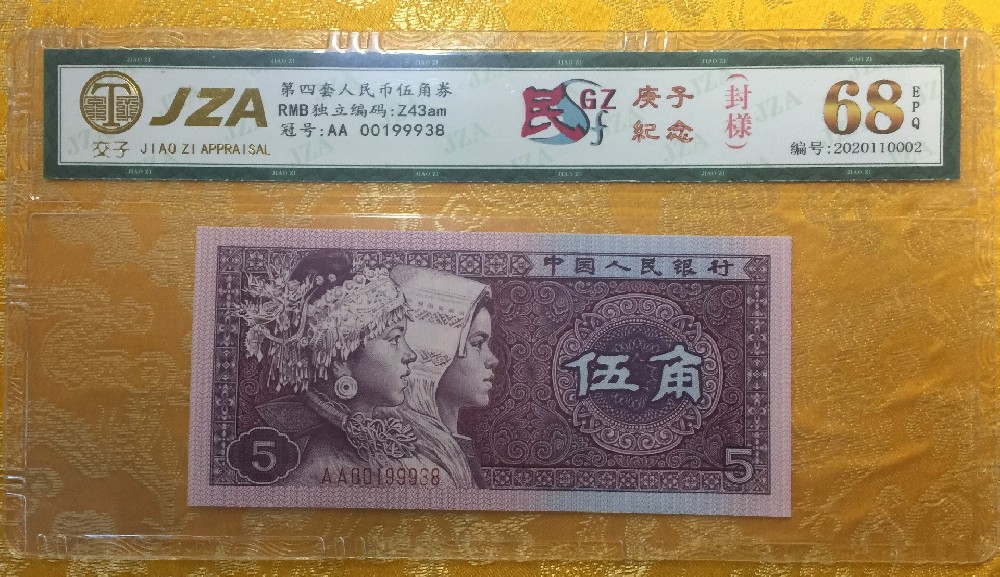 JZA
交子 JIAO ZI APPRAISAL
第四套人民币伍角券
RMB独立编码:Z43am
冠号:AA 00199938
民 GZ
庚子
紀念
(封樣)
68 EPQ
编号:2020110002
中国人民银行
伍角
5
AA00199938
5